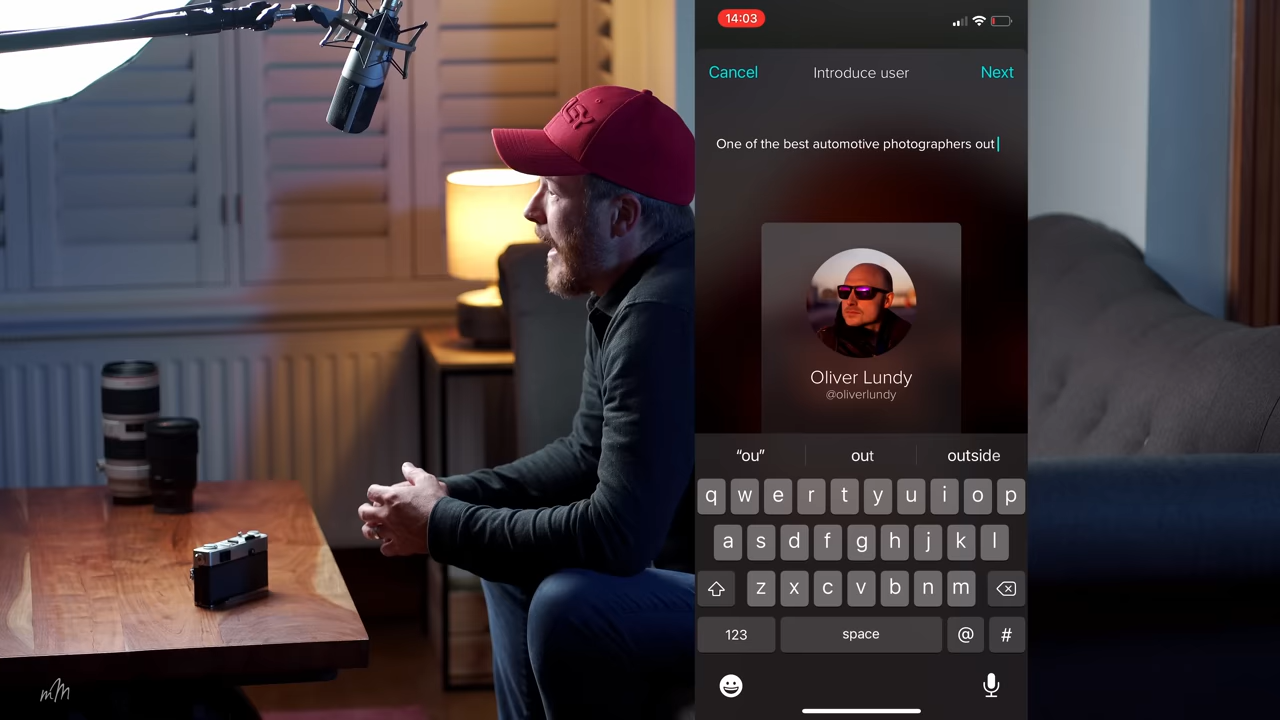 14:03
Cancel
Introduce user
Next
One of the best automotive photographers out
Oliver Lundy
@oliverlundy
“ou”
out
outside
q w e r t y u i o p
a s d f g h j k l
z x c v b n m
123
space
@
#
mM